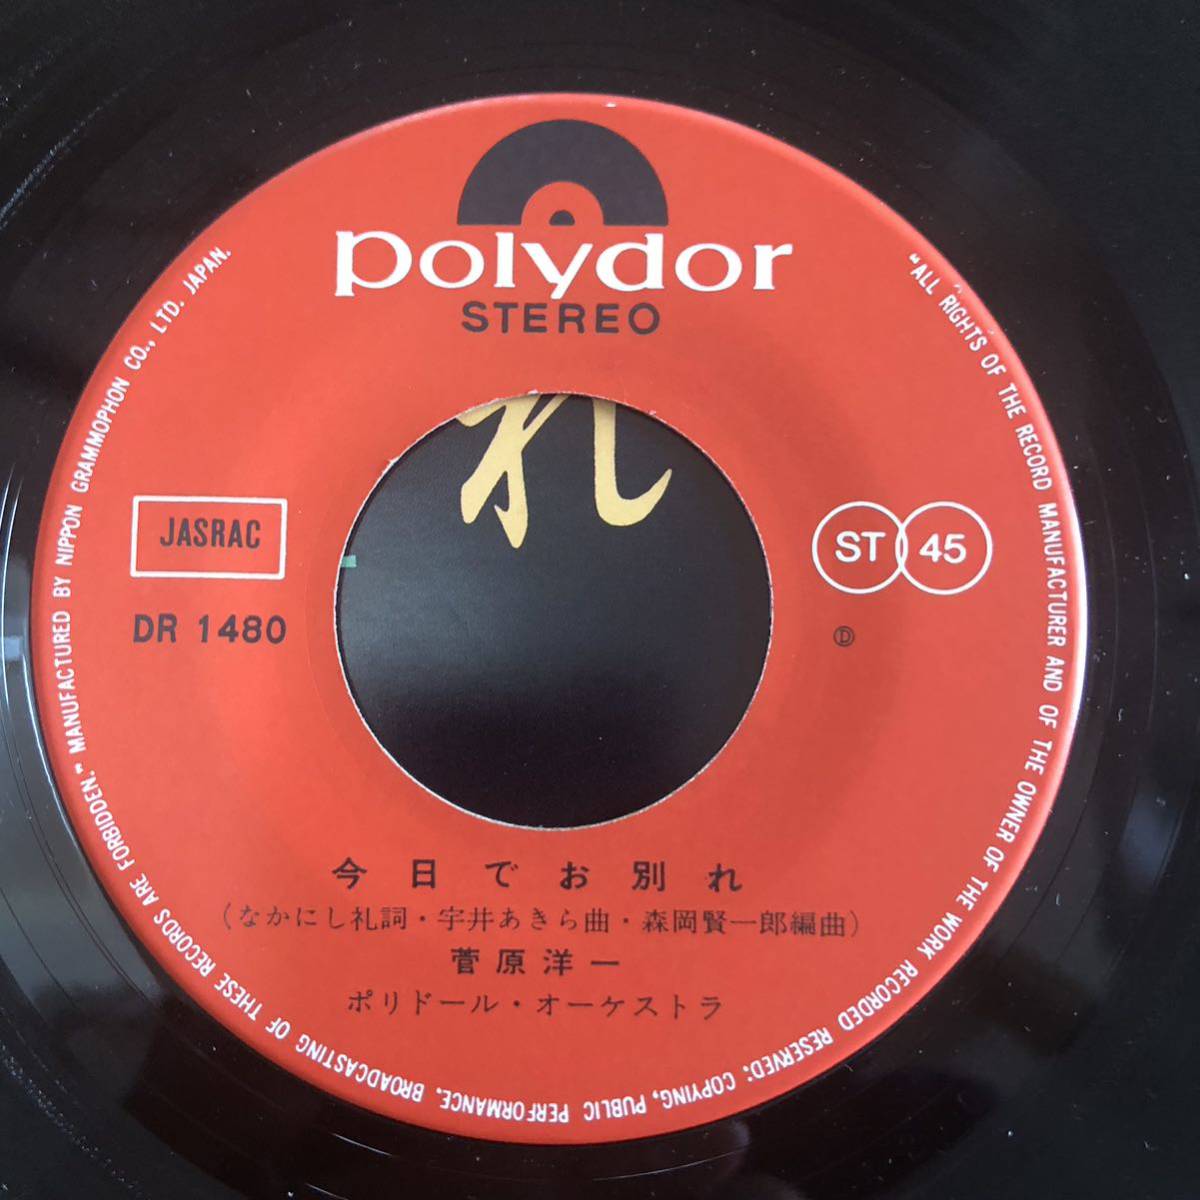 polydor
STEREO
れ
JASRAC
DR 1480
ST 45
Ⓓ
今日でお別れ
（なかにし礼詞・宇井あきら曲・森岡賢一郎編曲）
菅原洋一
ポリドール・オーケストラ
“ALL RIGHTS OF THE RECORD MANUFACTURER AND OF THE OWNER OF THE WORK RECORDED RESERVED: COPYING, PUBLIC PERFORMANCE, BROADCASTING OF THESE RECORDS ARE FORBIDDEN.” MANUFACTURED BY NIPPON GRAMMOPHON CO., LTD. JAPAN.